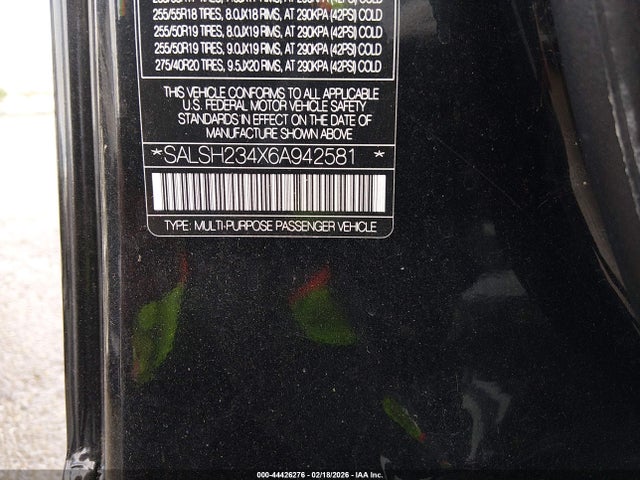 255/55R18 TIRES, 8.0JX18 RIMS, AT 290KPA (42PSI) COLD
255/50R19 TIRES, 8.0JX19 RIMS, AT 290KPA (42PSI) COLD
255/50R19 TIRES, 9.0JX19 RIMS, AT 290KPA (42PSI) COLD
275/40R20 TIRES, 9.5JX20 RIMS, AT 290KPA (42PSI) COLD
THIS VEHICLE CONFORMS TO ALL APPLICABLE
U.S. FEDERAL MOTOR VEHICLE SAFETY
STANDARDS IN EFFECT ON THE DATE OF
MANUFACTURE SHOWN ABOVE
*SALSH234X6A942581 *
TYPE: MULTI-PURPOSE PASSENGER VEHICLE
000-44426276 - 02/18/2026 - IAA Inc.